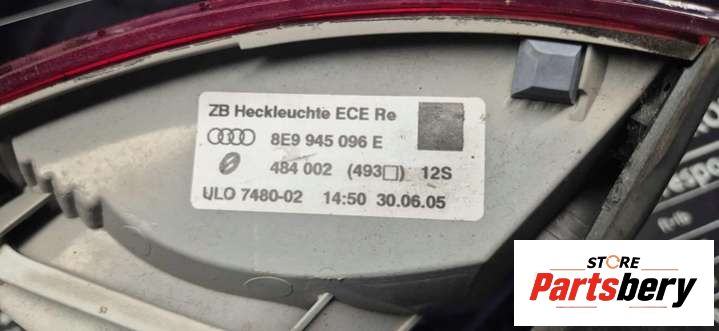 ZB Heckleuchte ECE Re
8E9 945 096 E
484 002 (493□) 12S
ULO 7480-02 14:50 30.06.05
STORE
Partsbery